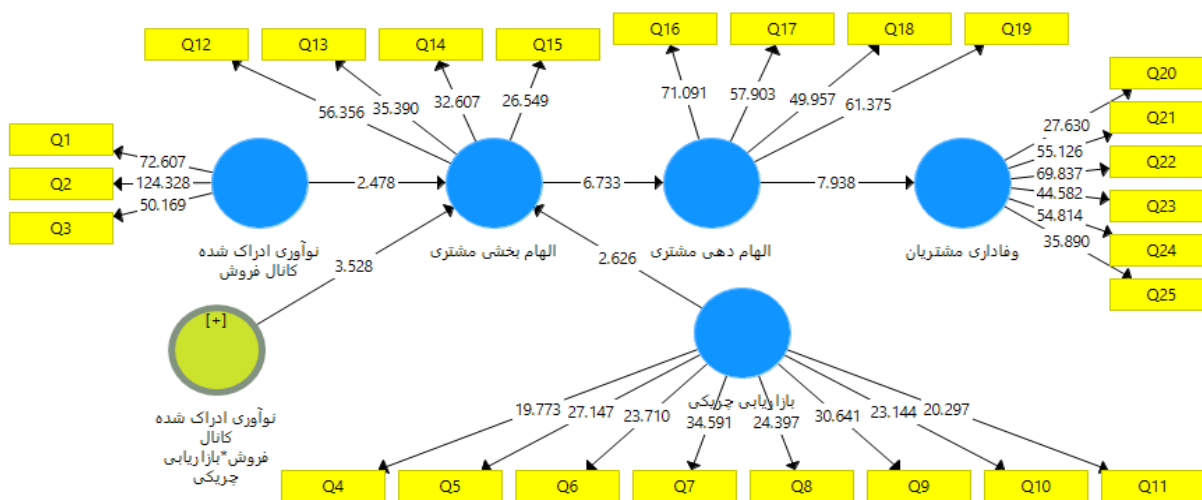 Q12
Q13
Q14
Q15
Q16
Q17
Q18
Q19
Q20
Q21
Q22
Q23
Q24
Q25
56.356
35.390
32.607
26.549
71.091
57.903
49.957
61.375
27.630
55.126
69.837
44.582
54.814
35.890
Q1
Q2
Q3
72.607
124.328
50.169
2.478
6.733
7.938
نوآوری ادراک شده
کانال فروش
الهام بخشی مشتری
الهام دهی مشتری
وفاداری مشتریان
3.528
2.626
[+]
نوآوری ادراک شده
کانال
فروش*بازاریابی
چریکی
بازاریابی چریکی
19.773
27.147
23.710
34.591
24.397
30.641
23.144
20.297
Q4
Q5
Q6
Q7
Q8
Q9
Q10
Q11